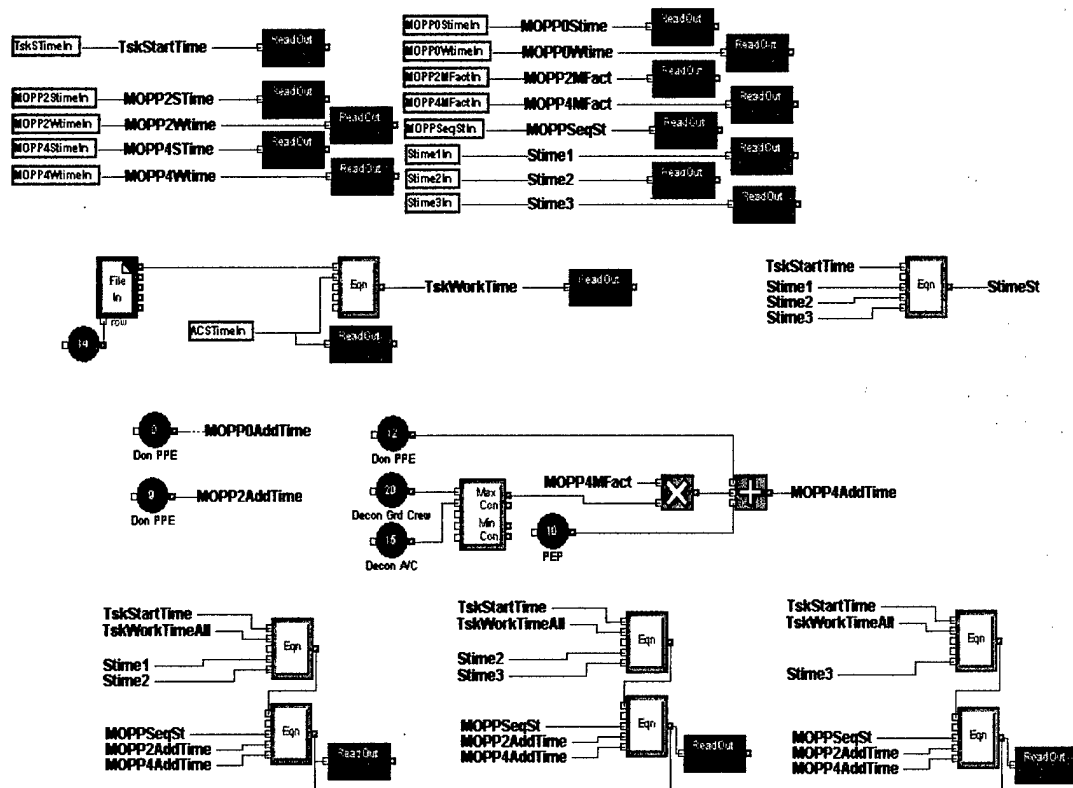 TskSTimeIn TskStartTime ReadOut
MOPP2StimeIn MOPP2STime ReadOut
MOPP2WtimeIn MOPP2Wtime ReadOut
MOPP4StimeIn MOPP4STime ReadOut
MOPP4WtimeIn MOPP4Wtime ReadOut
MOPP0StimeIn MOPP0Stime ReadOut
MOPP0WtimeIn MOPP0Wtime ReadOut
MOPP2MFactIn MOPP2MFact ReadOut
MOPP4MFactIn MOPP4MFact ReadOut
MOPPSeqStIn MOPPSeqSt ReadOut
Stime1In Stime1 ReadOut
Stime2In Stime2 ReadOut
Stime3In Stime3 ReadOut
File
In
row
14
ACSTimeIn ReadOut
Eqn TskWorkTime ReadOut
TskStartTime
Stime1
Stime2
Stime3
Eqn StimeSt
MOPP0AddTime
Don PPE
9 MOPP2AddTime
Don PPE
12
Don PPE
20
Decon Grd Crew
15
Decon A/C
Max
Con
Min
Con
MOPP4MFact
10
PEP
MOPP4AddTime
TskStartTime
TskWorkTimeAll
Eqn
Stime1
Stime2
MOPPSeqSt
MOPP2AddTime
MOPP4AddTime
Eqn
ReadOut
TskStartTime
TskWorkTimeAll
Eqn
Stime2
Stime3
MOPPSeqSt
MOPP2AddTime
MOPP4AddTime
Eqn
ReadOut
TskStartTime
TskWorkTimeAll
Eqn
Stime3
MOPPSeqSt
MOPP2AddTime
MOPP4AddTime
Eqn
ReadOut